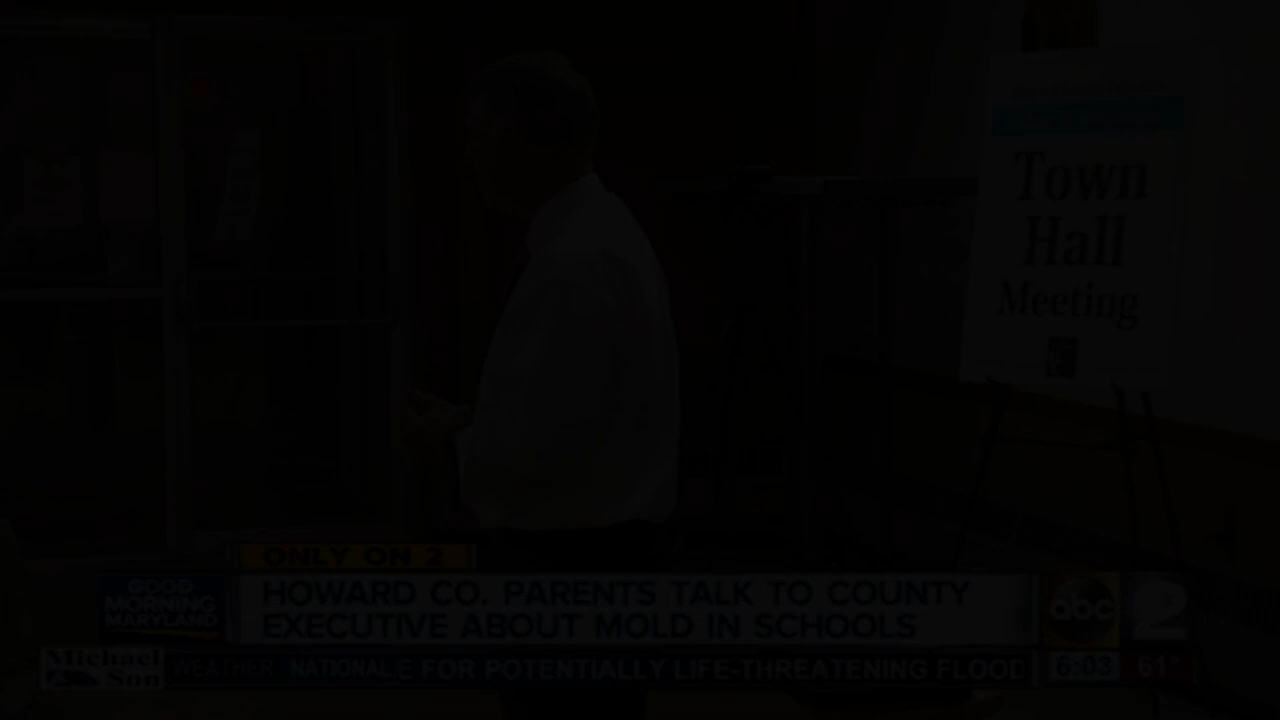 Town
Hall
Meeting
ONLY ON 2
GOOD
MORNING
MARYLAND
HOWARD CO. PARENTS TALK TO COUNTY
EXECUTIVE ABOUT MOLD IN SCHOOLS
abc 2
Michael
& Son
WEATHER NATIONAL E FOR POTENTIALLY LIFE-THREATENING FLOOD
6:03 61°